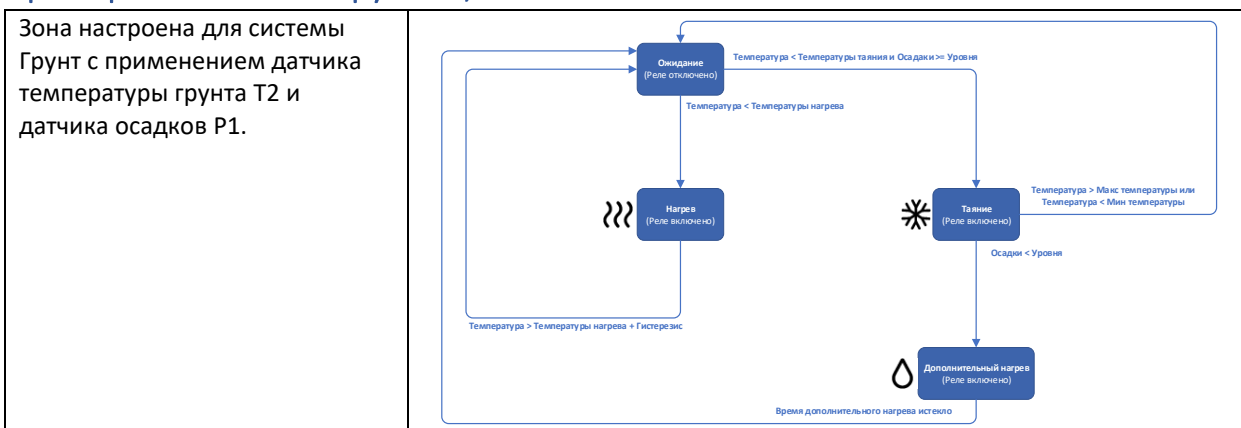 Зона настроена для системы
Грунт с применением датчика
температуры грунта Т2 и
датчика осадков Р1.
Ожидание
(Реле отключено)
Температура < Температуры таяния и Осадаки >= Уровня
Температура < Температуры нагрева
Нагрев
(Реле включено)
Таяние
(Реле включено)
Температура > Макс температуры или
Температура < Мин температуры
Осадки < Уровня
Температура > Температуры нагрева + Гистерезис
Дополнительный нагрев
(Реле включено)
Время дополнительного нагрева истекло